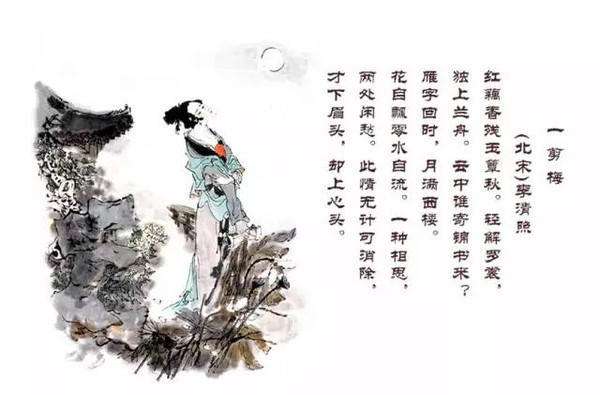 一剪梅
(北宋)李清照
红藕香残玉簟秋。轻解罗裳,
独上兰舟。云中谁寄锦书来?
雁字回时,月满西楼。
花自飘零水自流。一种相思,
两处闲愁。此情无计可消除,
才下眉头,却上心头。